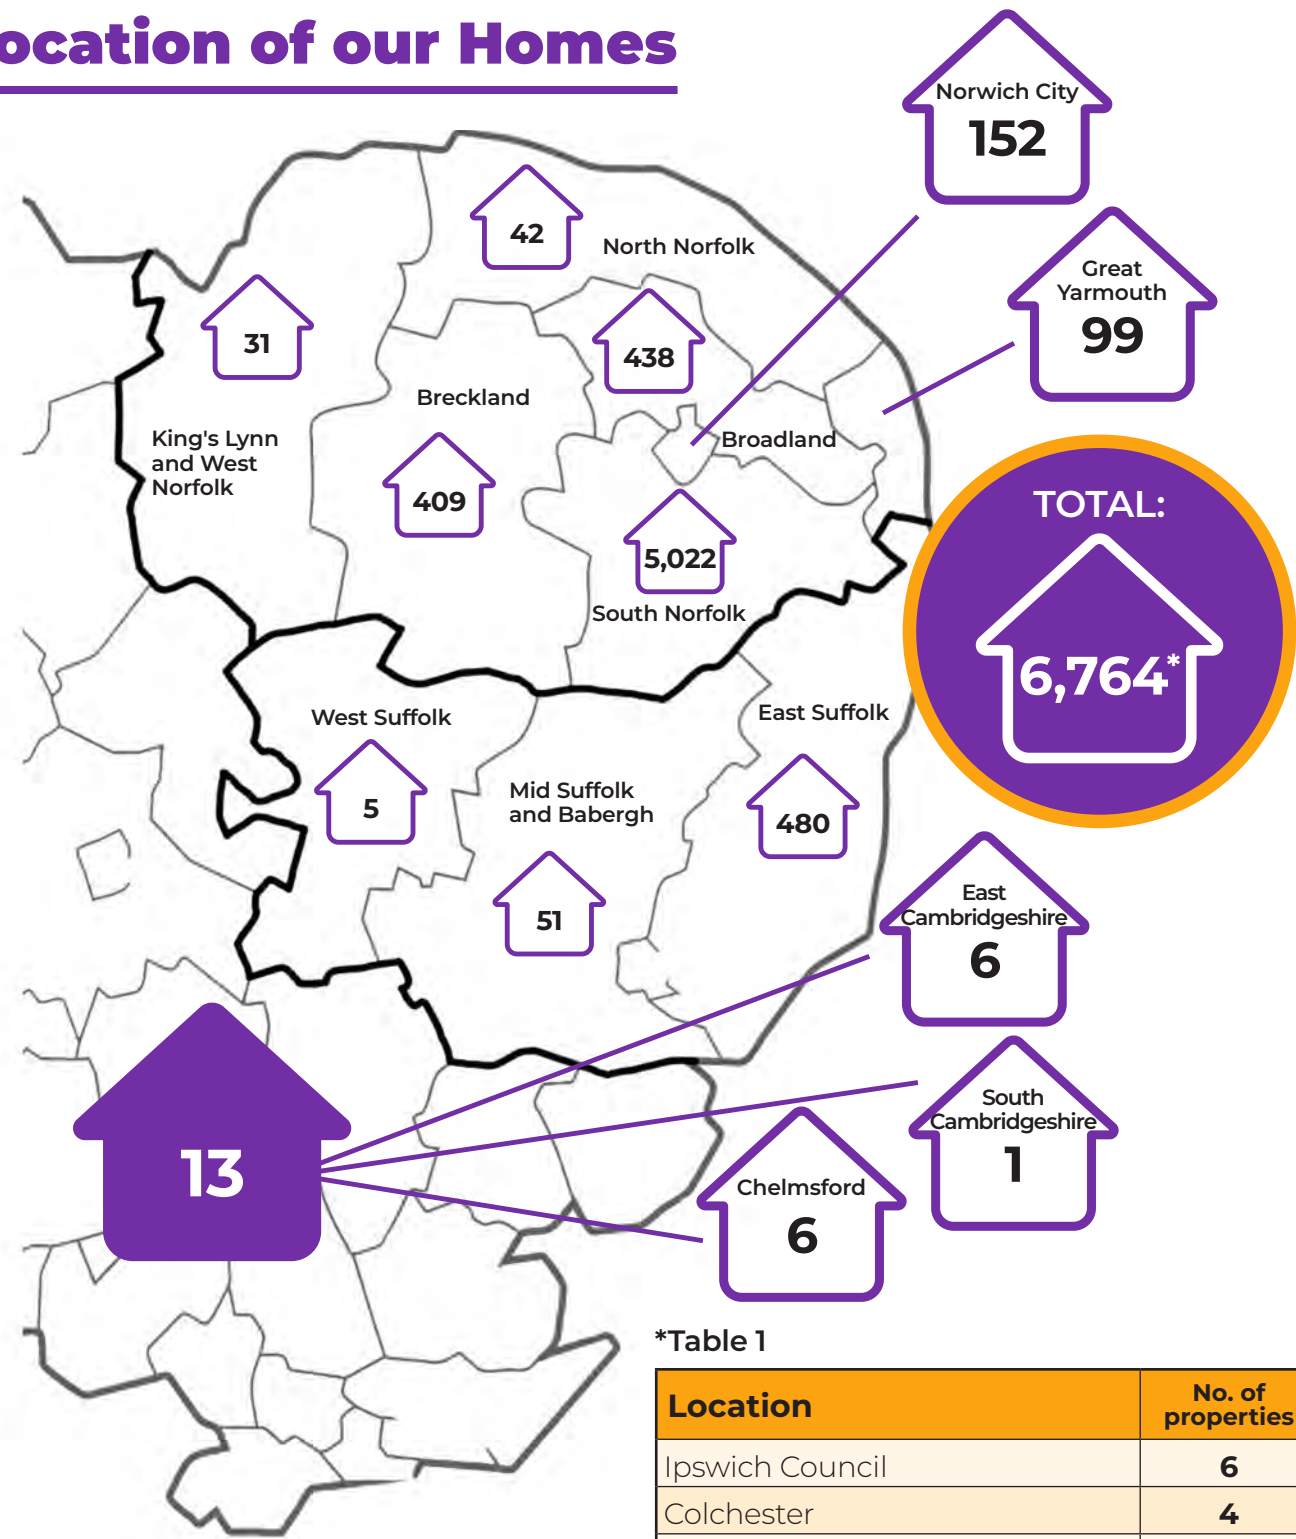 ocation of our Homes
Norwich City
152
42
North Norfolk
Great
Yarmouth
99
31
438
Breckland
King's Lynn
and West
Norfolk
Broadland
409
TOTAL:
5,022
South Norfolk
6,764*
West Suffolk
East Suffolk
5
Mid Suffolk
and Babergh
480
51
East
Cambridgeshire
6
South
Cambridgeshire
1
13
Chelmsford
6
*Table 1
Location
No. of
properties
Ipswich Council
6
Colchester
4